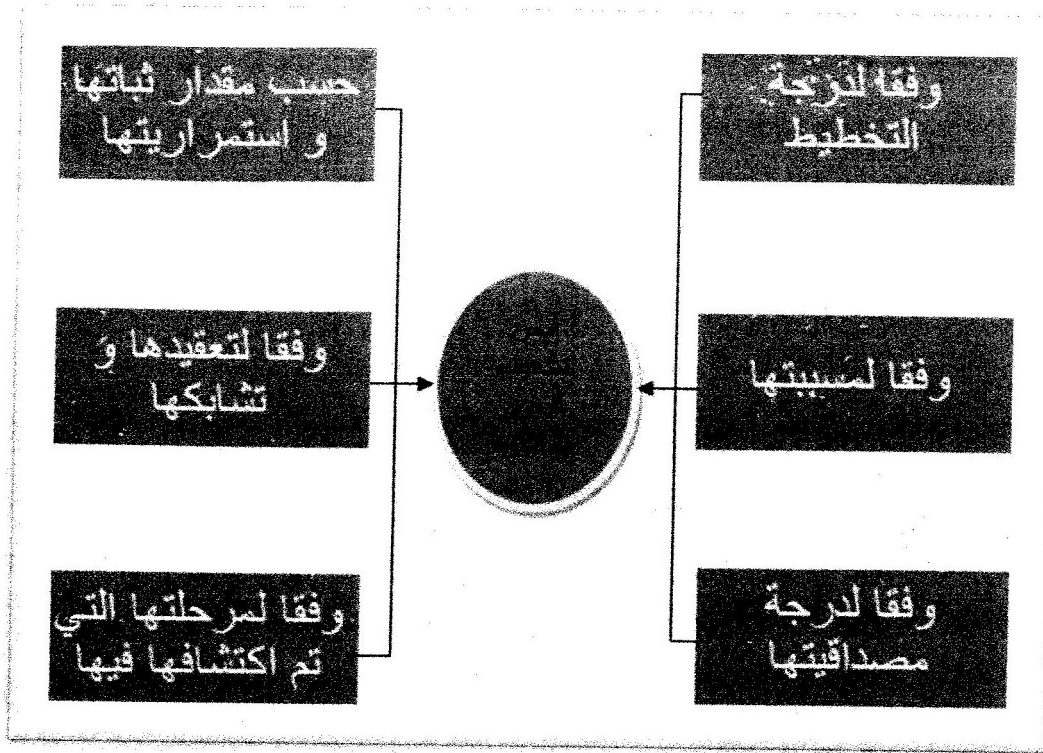 وفقا لدرجة
التخطيط
وفقا لمسببتها
وفقا لدرجة
مصداقيتها
حسب مقدار ثباتها
و استمراريتها
وفقا لتعقيدها و
تشابكها
وفقا لمرحلتها التي
تم اكتشافها فيها